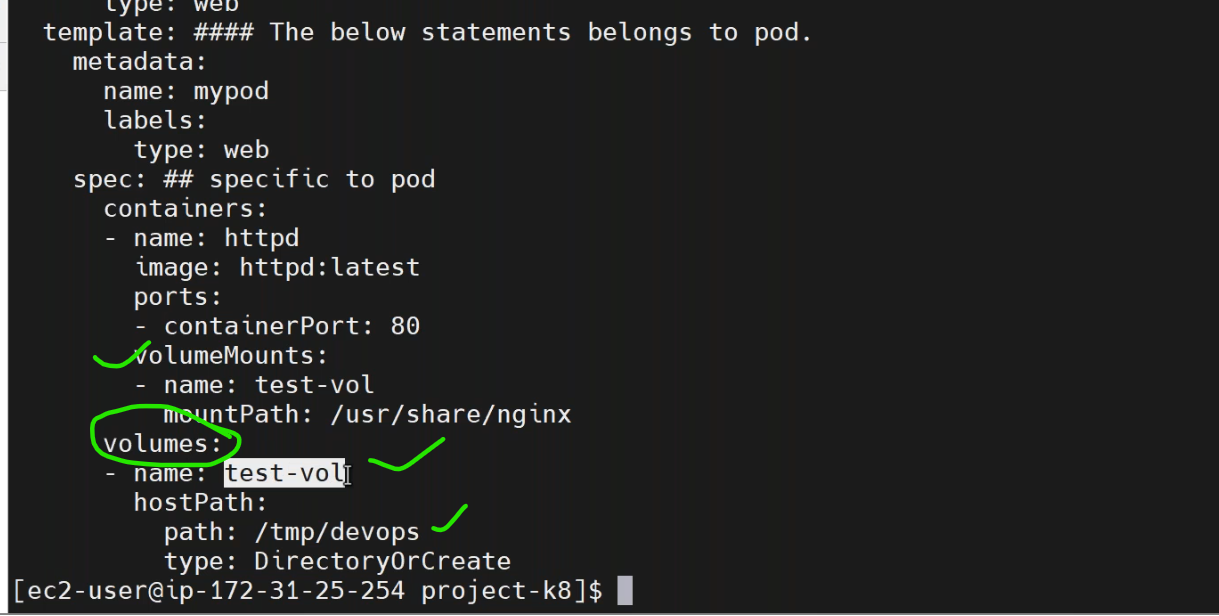 type: web
template: #### The below statements belongs to pod.
metadata:
name: mypod
labels:
type: web
spec: ## specific to pod
containers:
- name: httpd
image: httpd:latest
ports:
- containerPort: 80
volumeMounts:
- name: test-vol
mountPath: /usr/share/nginx
volumes:
- name: test-vol
hostPath:
path: /tmp/devops
type: DirectoryOrCreate
[ec2-user@ip-172-31-25-254 project-k8]$